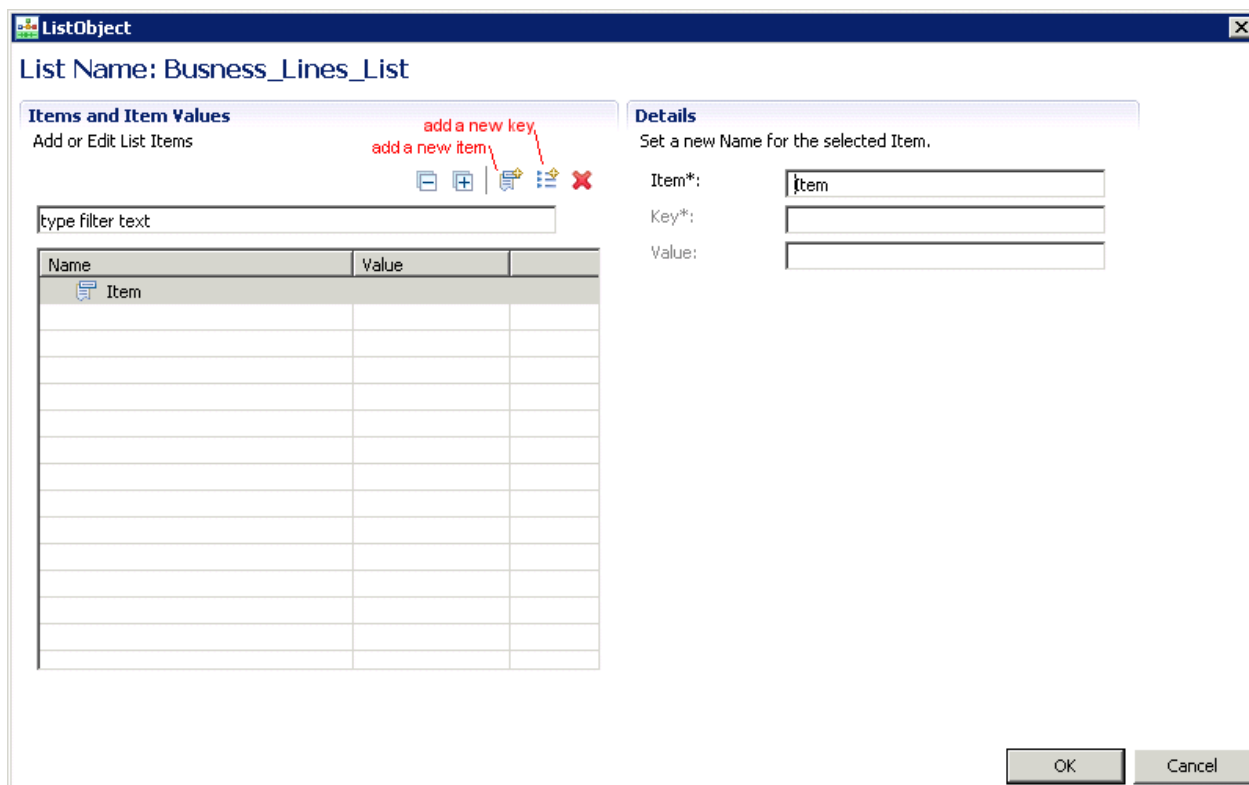 ListObject
List Name: Busness_Lines_List
Items and Item Values
Add or Edit List Items
add a new key
add a new item
type filter text
Name Value
Item
Details
Set a new Name for the selected Item.
Item*: Item
Key*:
Value:
OK Cancel